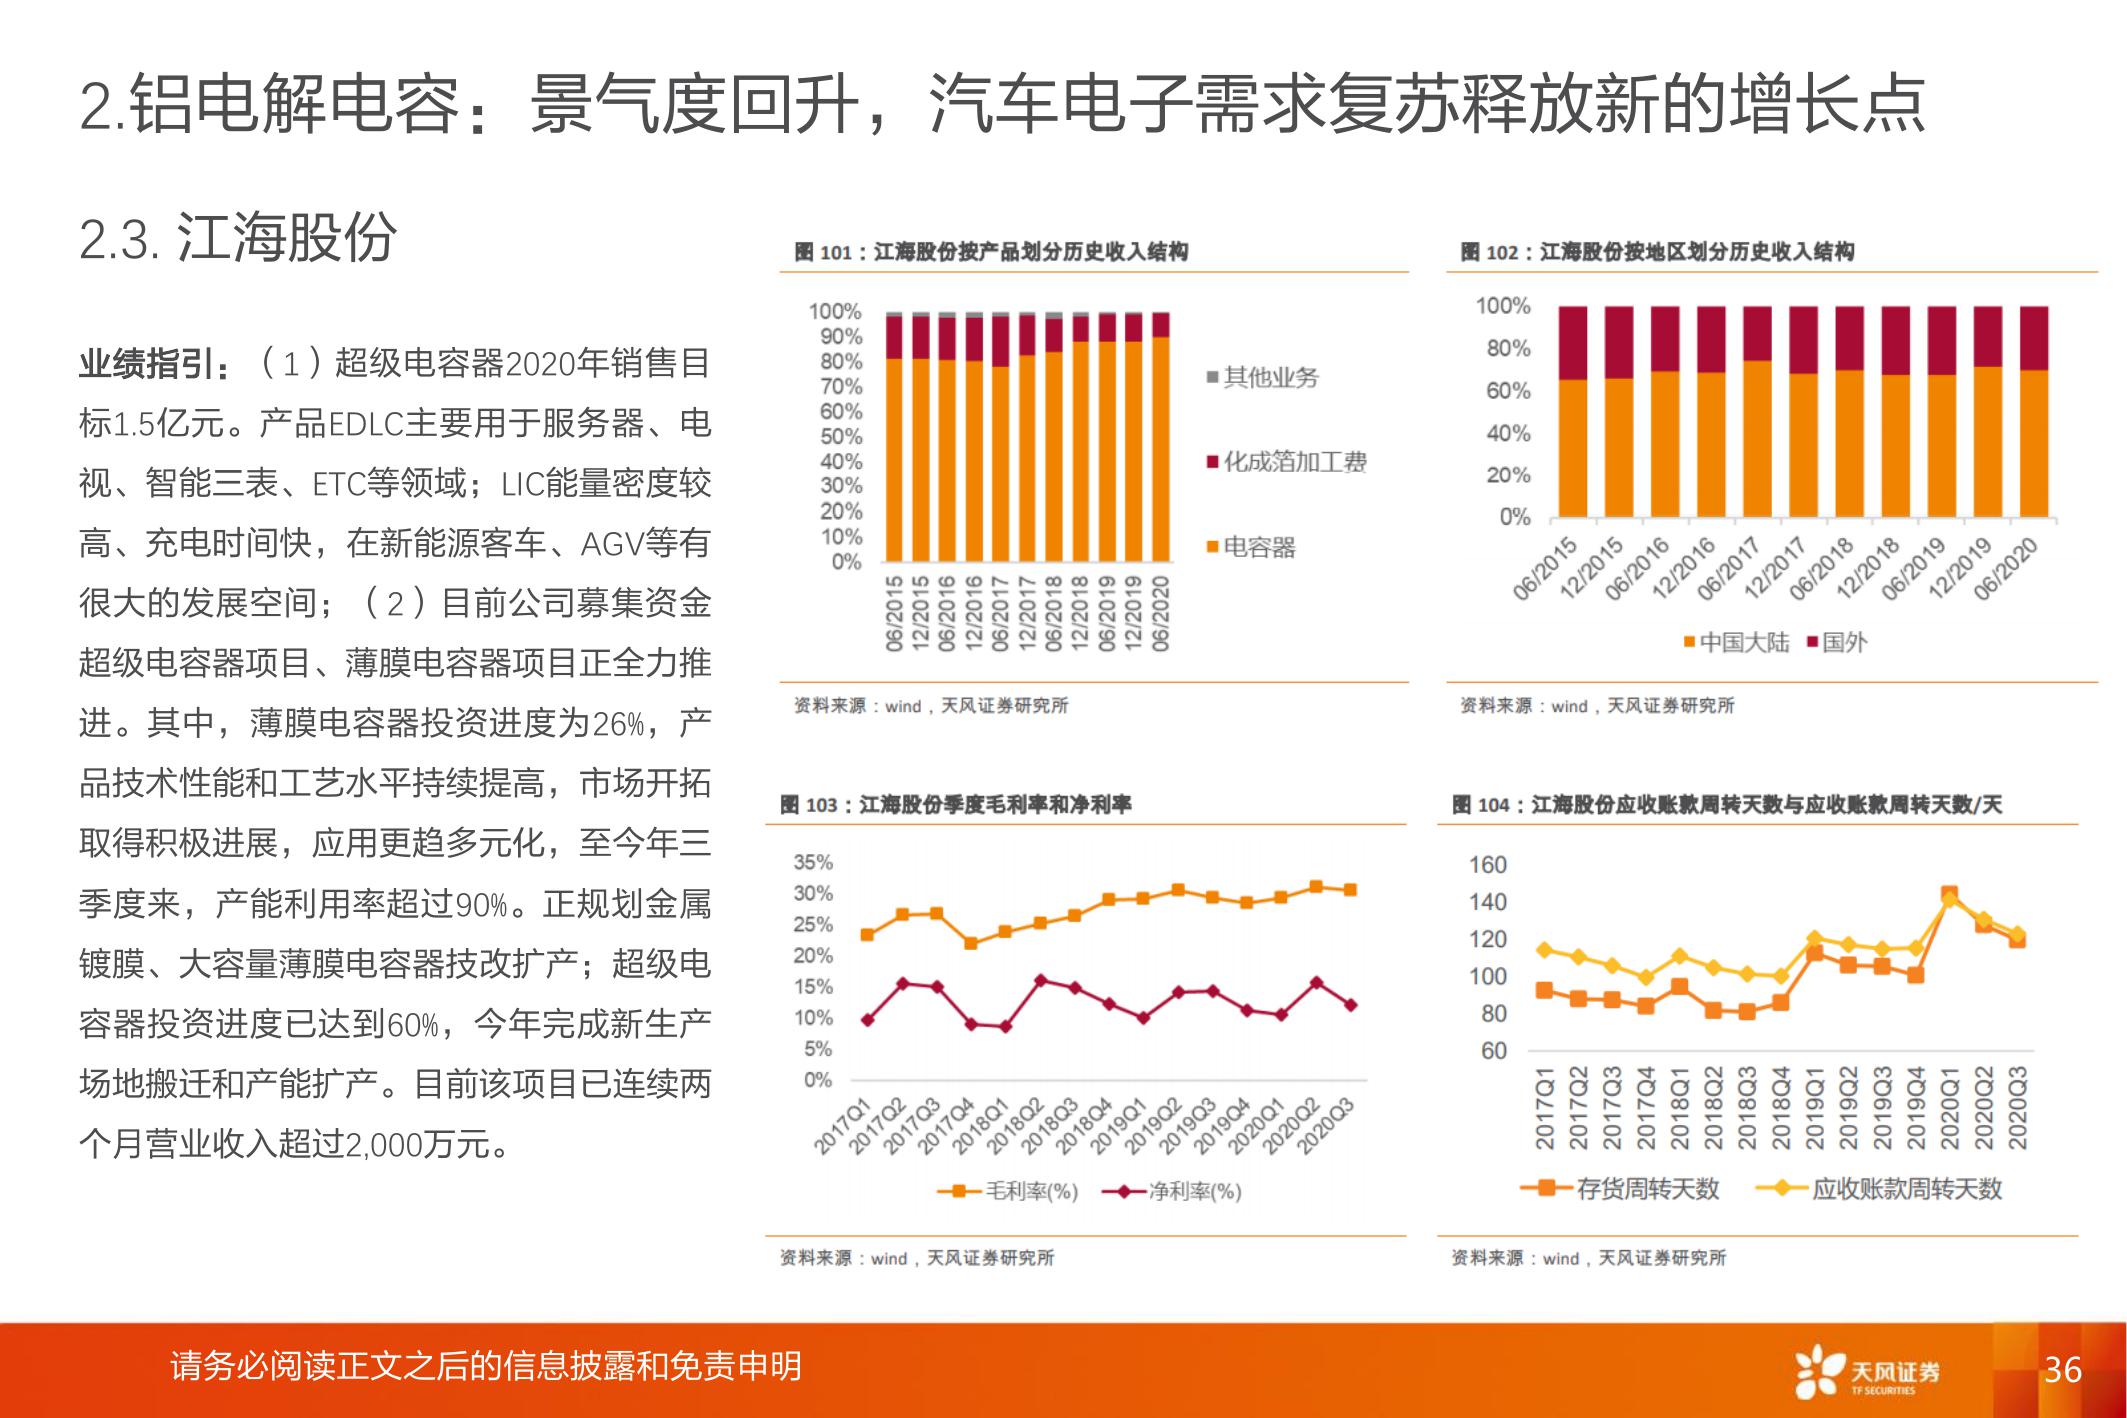 2.铝电解电容：景气度回升，汽车电子需求复苏释放新的增长点
2.3. 江海股份
业绩指引：（1）超级电容器2020年销售目
标1.5亿元。产品EDLC主要用于服务器、电
视、智能三表、ETC等领域；LIC能量密度较
高、充电时间快，在新能源客车、AGV等有
很大的发展空间；（2）目前公司募集资金
超级电容器项目、薄膜电容器项目正全力推
进。其中，薄膜电容器投资进度为26%，产
品技术性能和工艺水平持续提高，市场开拓
取得积极进展，应用更趋多元化，至今年三
季度来，产能利用率超过90%。正规划金属
镀膜、大容量薄膜电容器技改扩产；超级电
容器投资进度已达到60%，今年完成新生产
场地搬迁和产能扩产。目前该项目已连续两
个月营业收入超过2,000万元。
图 101：江海股份按产品划分历史收入结构
100%
90%
80%
70%
60%
50%
40%
30%
20%
10%
0%
06/2015 12/2015 06/2016 12/2016 06/2017 12/2017 06/2018 12/2018 06/2019 12/2019 06/2020
其他业务
化成箔加工费
电容器
资料来源：wind，天风证券研究所
图 102：江海股份按地区划分历史收入结构
100%
80%
60%
40%
20%
0%
06/2015 12/2015 06/2016 12/2016 06/2017 12/2017 06/2018 12/2018 06/2019 12/2019 06/2020
中国大陆 国外
资料来源：wind，天风证券研究所
图 103：江海股份季度毛利率和净利率
35%
30%
25%
20%
15%
10%
5%
0%
2017Q1 2017Q2 2017Q3 2017Q4 2018Q1 2018Q2 2018Q3 2018Q4 2019Q1 2019Q2 2019Q3 2019Q4 2020Q1 2020Q2 2020Q3
毛利率(%) 净利率(%)
资料来源：wind，天风证券研究所
图 104：江海股份应收账款周转天数与应收账款周转天数/天
160
140
120
100
80
60
2017Q1 2017Q2 2017Q3 2017Q4 2018Q1 2018Q2 2018Q3 2018Q4 2019Q1 2019Q2 2019Q3 2019Q4 2020Q1 2020Q2 2020Q3
存货周转天数 应收账款周转天数
资料来源：wind，天风证券研究所
请务必阅读正文之后的信息披露和免责申明
天风证券
TF SECURITIES
36